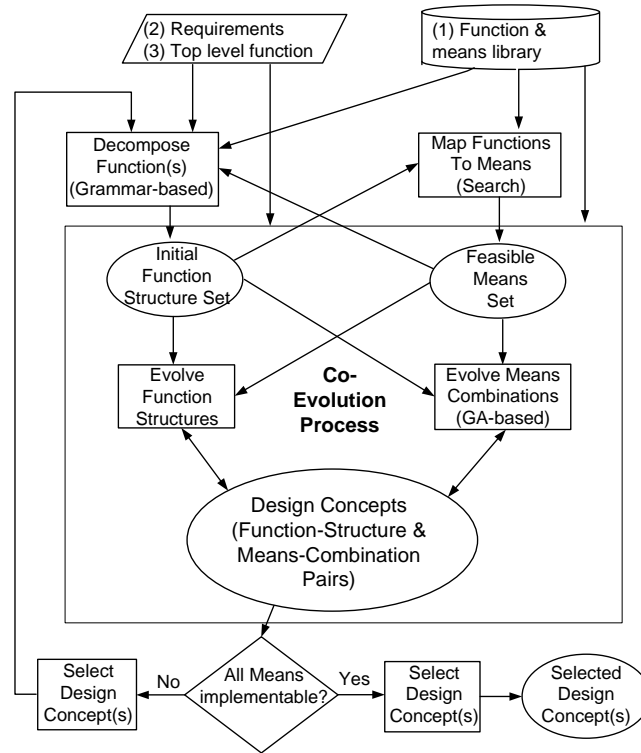 (2) Requirements
(3) Top level function
(1) Function &
means library
Decompose
Function(s)
(Grammar-based)
Map Functions
To Means
(Search)
Initial
Function
Structure Set
Feasible
Means
Set
Evolve
Function
Structures
Co-
Evolution
Process
Evolve Means
Combinations
(GA-based)
Design Concepts
(Function-Structure &
Means-Combination
Pairs)
Select
Design
Concept(s)
No
All Means
implementable?
Yes
Select
Design
Concept(s)
Selected
Design
Concept(s)